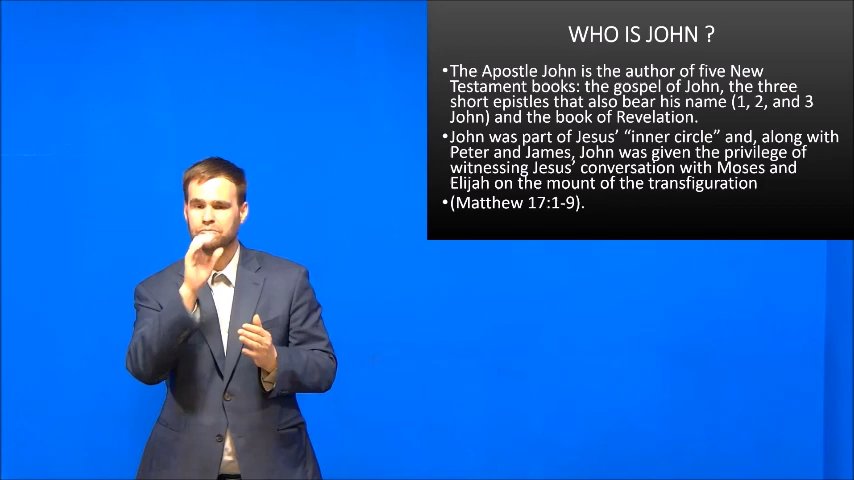 WHO IS JOHN ?
•The Apostle John is the author of five New
Testament books: the gospel of John, the three
short epistles that also bear his name (1, 2, and 3
John) and the book of Revelation.
•John was part of Jesus' “inner circle” and, along with
Peter and James, John was given the privilege of
witnessing Jesus' conversation with Moses and
Elijah on the mount of the transfiguration
•(Matthew 17:1-9).